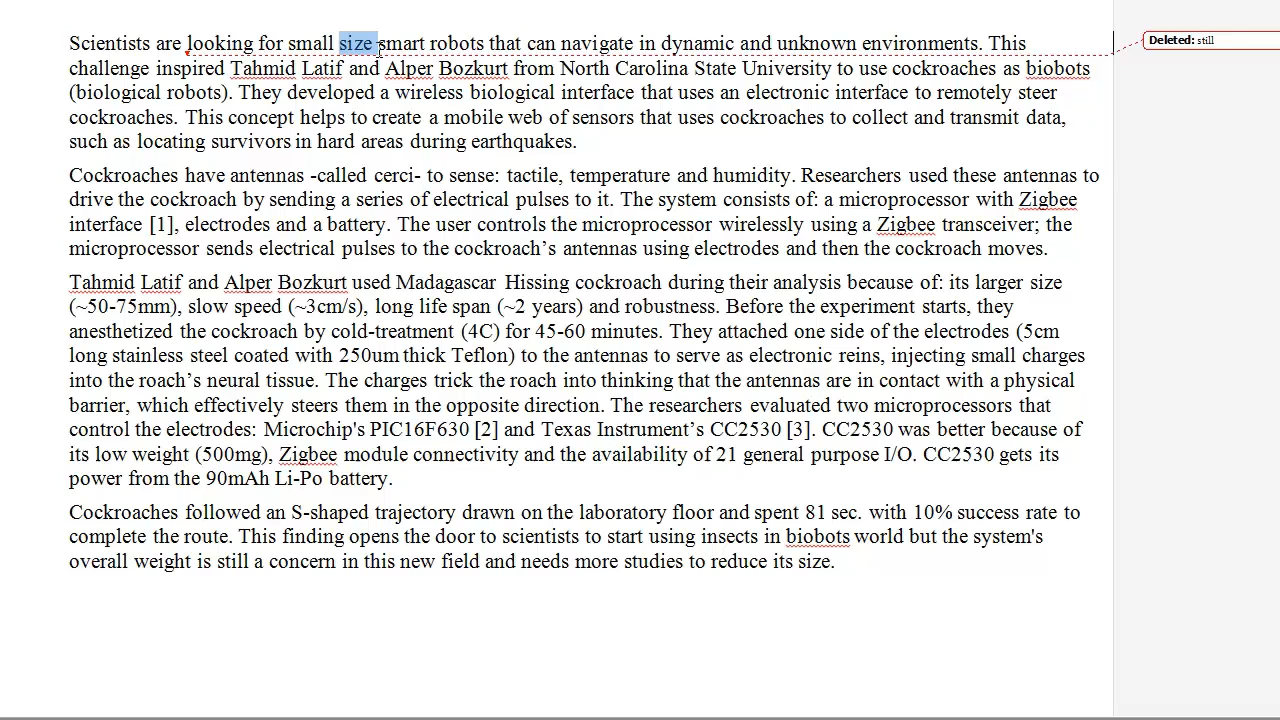 Scientists are looking for small size smart robots that can navigate in dynamic and unknown environments. This
challenge inspired Tahmid Latif and Alper Bozkurt from North Carolina State University to use cockroaches as biobots
(biological robots). They developed a wireless biological interface that uses an electronic interface to remotely steer
cockroaches. This concept helps to create a mobile web of sensors that uses cockroaches to collect and transmit data,
such as locating survivors in hard areas during earthquakes.
Cockroaches have antennas -called cerci- to sense: tactile, temperature and humidity. Researchers used these antennas to
drive the cockroach by sending a series of electrical pulses to it. The system consists of: a microprocessor with Zigbee
interface [1], electrodes and a battery. The user controls the microprocessor wirelessly using a Zigbee transceiver; the
microprocessor sends electrical pulses to the cockroach’s antennas using electrodes and then the cockroach moves.
Tahmid Latif and Alper Bozkurt used Madagascar Hissing cockroach during their analysis because of: its larger size
(~50-75mm), slow speed (~3cm/s), long life span (~2 years) and robustness. Before the experiment starts, they
anesthetized the cockroach by cold-treatment (4C) for 45-60 minutes. They attached one side of the electrodes (5cm
long stainless steel coated with 250um thick Teflon) to the antennas to serve as electronic reins, injecting small charges
into the roach’s neural tissue. The charges trick the roach into thinking that the antennas are in contact with a physical
barrier, which effectively steers them in the opposite direction. The researchers evaluated two microprocessors that
control the electrodes: Microchip's PIC16F630 [2] and Texas Instrument’s CC2530 [3]. CC2530 was better because of
its low weight (500mg), Zigbee module connectivity and the availability of 21 general purpose I/O. CC2530 gets its
power from the 90mAh Li-Po battery.
Cockroaches followed an S-shaped trajectory drawn on the laboratory floor and spent 81 sec. with 10% success rate to
complete the route. This finding opens the door to scientists to start using insects in biobots world but the system's
overall weight is still a concern in this new field and needs more studies to reduce its size.
Deleted: still